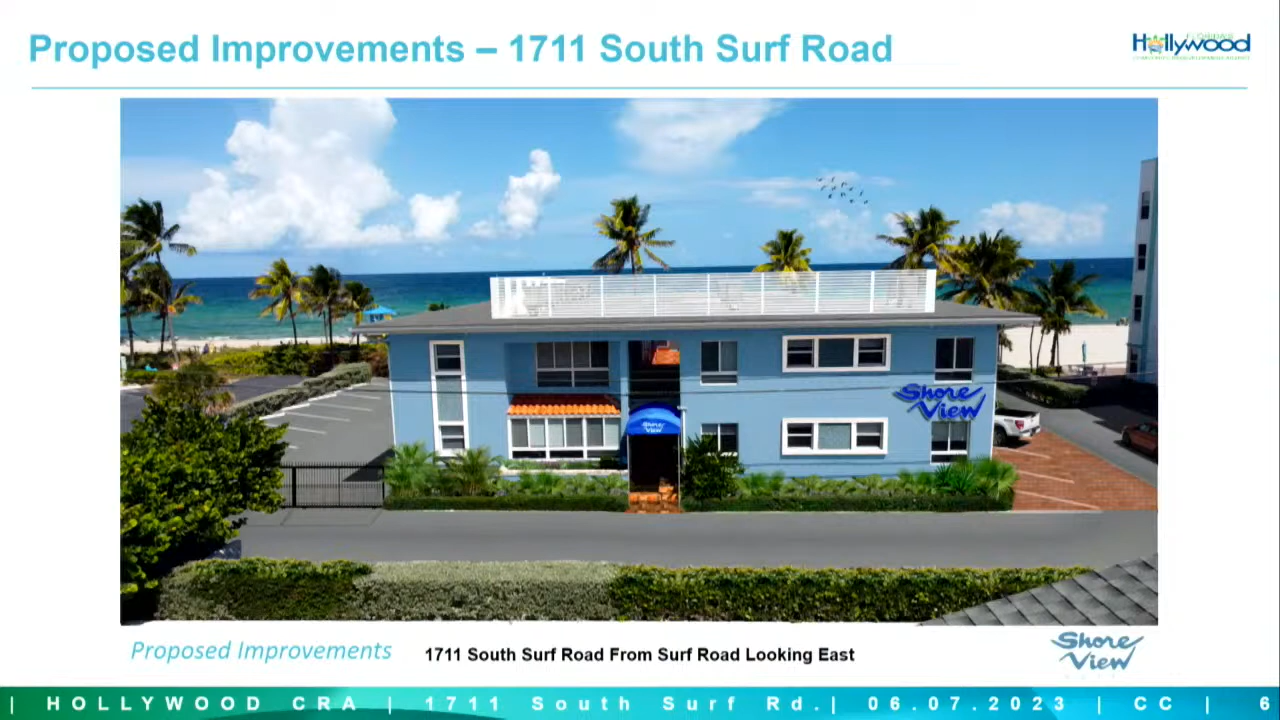 Proposed Improvements – 1711 South Surf Road
Hollywood
Shore
View
Shore
View
Proposed Improvements
1711 South Surf Road From Surf Road Looking East
Shore
View
| HOLLYWOOD CRA | 1711 South Surf Rd.| 06.07.2023 | CC | 6